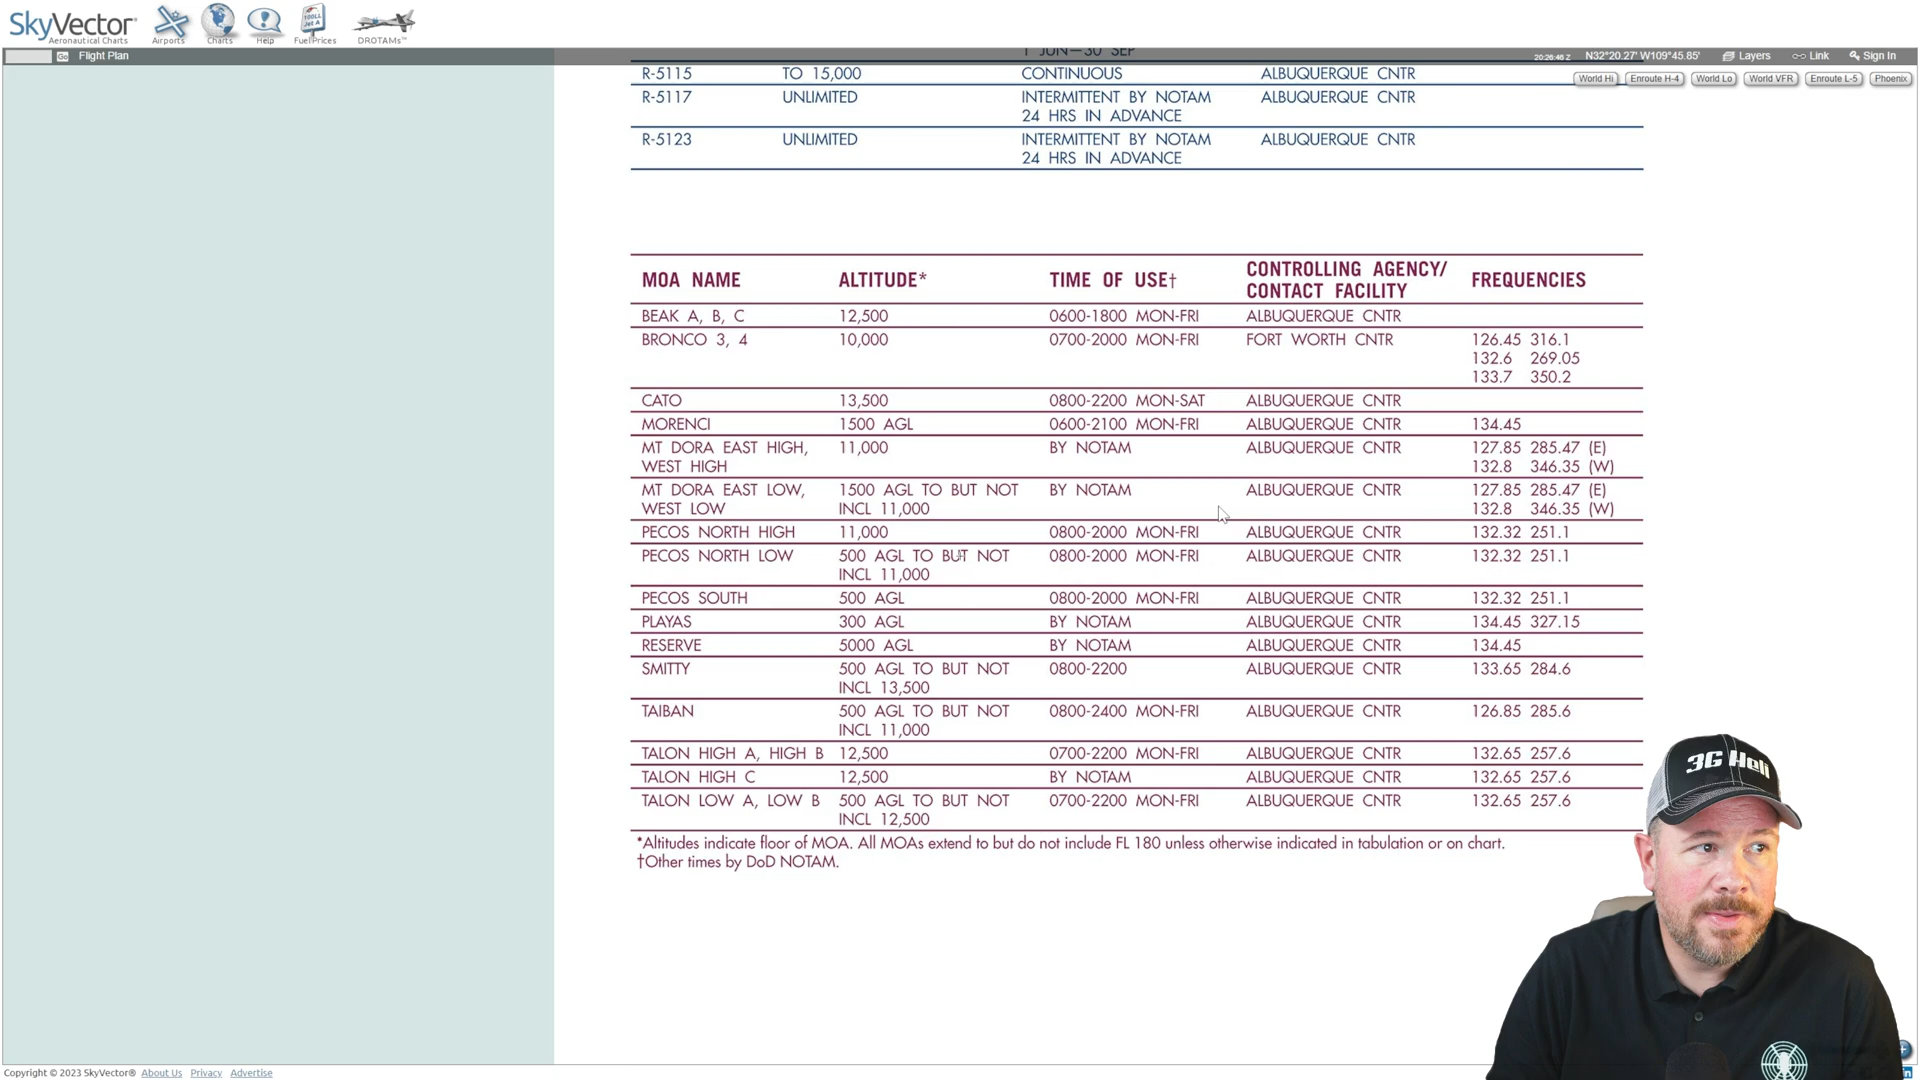 SkyVector
Aeronautical Charts
Airports
Charts
Help
100LL
Jet A
Fuel Prices
DROTAMs™
Go
Flight Plan
20:26:46 Z
N32°20.27' W109°45.85'
Layers
Link
Sign In
World Hi
Enroute H-4
World Lo
World VFR
Enroute L-5
Phoenix
1 JUN—30 SEP
R-5115 TO 15,000 CONTINUOUS ALBUQUERQUE CNTR
R-5117 UNLIMITED INTERMITTENT BY NOTAM ALBUQUERQUE CNTR
24 HRS IN ADVANCE
R-5123 UNLIMITED INTERMITTENT BY NOTAM ALBUQUERQUE CNTR
24 HRS IN ADVANCE
MOA NAME ALTITUDE* TIME OF USE† CONTROLLING AGENCY/ FREQUENCIES
CONTACT FACILITY
BEAK A, B, C 12,500 0600-1800 MON-FRI ALBUQUERQUE CNTR
BRONCO 3, 4 10,000 0700-2000 MON-FRI FORT WORTH CNTR 126.45 316.1
132.6 269.05
133.7 350.2
CATO 13,500 0800-2200 MON-SAT ALBUQUERQUE CNTR
MORENCI 1500 AGL 0600-2100 MON-FRI ALBUQUERQUE CNTR 134.45
MT DORA EAST HIGH, 11,000 BY NOTAM ALBUQUERQUE CNTR 127.85 285.47 (E)
WEST HIGH 132.8 346.35 (W)
MT DORA EAST LOW, 1500 AGL TO BUT NOT BY NOTAM ALBUQUERQUE CNTR 127.85 285.47 (E)
WEST LOW INCL 11,000 132.8 346.35 (W)
PECOS NORTH HIGH 11,000 0800-2000 MON-FRI ALBUQUERQUE CNTR 132.32 251.1
PECOS NORTH LOW 500 AGL TO BUT NOT 0800-2000 MON-FRI ALBUQUERQUE CNTR 132.32 251.1
INCL 11,000
PECOS SOUTH 500 AGL 0800-2000 MON-FRI ALBUQUERQUE CNTR 132.32 251.1
PLAYAS 300 AGL BY NOTAM ALBUQUERQUE CNTR 134.45 327.15
RESERVE 5000 AGL BY NOTAM ALBUQUERQUE CNTR 134.45
SMITTY 500 AGL TO BUT NOT 0800-2200 ALBUQUERQUE CNTR 133.65 284.6
INCL 13,500
TAIBAN 500 AGL TO BUT NOT 0800-2400 MON-FRI ALBUQUERQUE CNTR 126.85 285.6
INCL 11,000
TALON HIGH A, HIGH B 12,500 0700-2200 MON-FRI ALBUQUERQUE CNTR 132.65 257.6
TALON HIGH C 12,500 BY NOTAM ALBUQUERQUE CNTR 132.65 257.6
TALON LOW A, LOW B 500 AGL TO BUT NOT 0700-2200 MON-FRI ALBUQUERQUE CNTR 132.65 257.6
INCL 12,500
*Altitudes indicate floor of MOA. All MOAs extend to but do not include FL 180 unless otherwise indicated in tabulation or on chart.
†Other times by DoD NOTAM.
3G Heli
Copyright © 2023 SkyVector® About Us Privacy Advertise